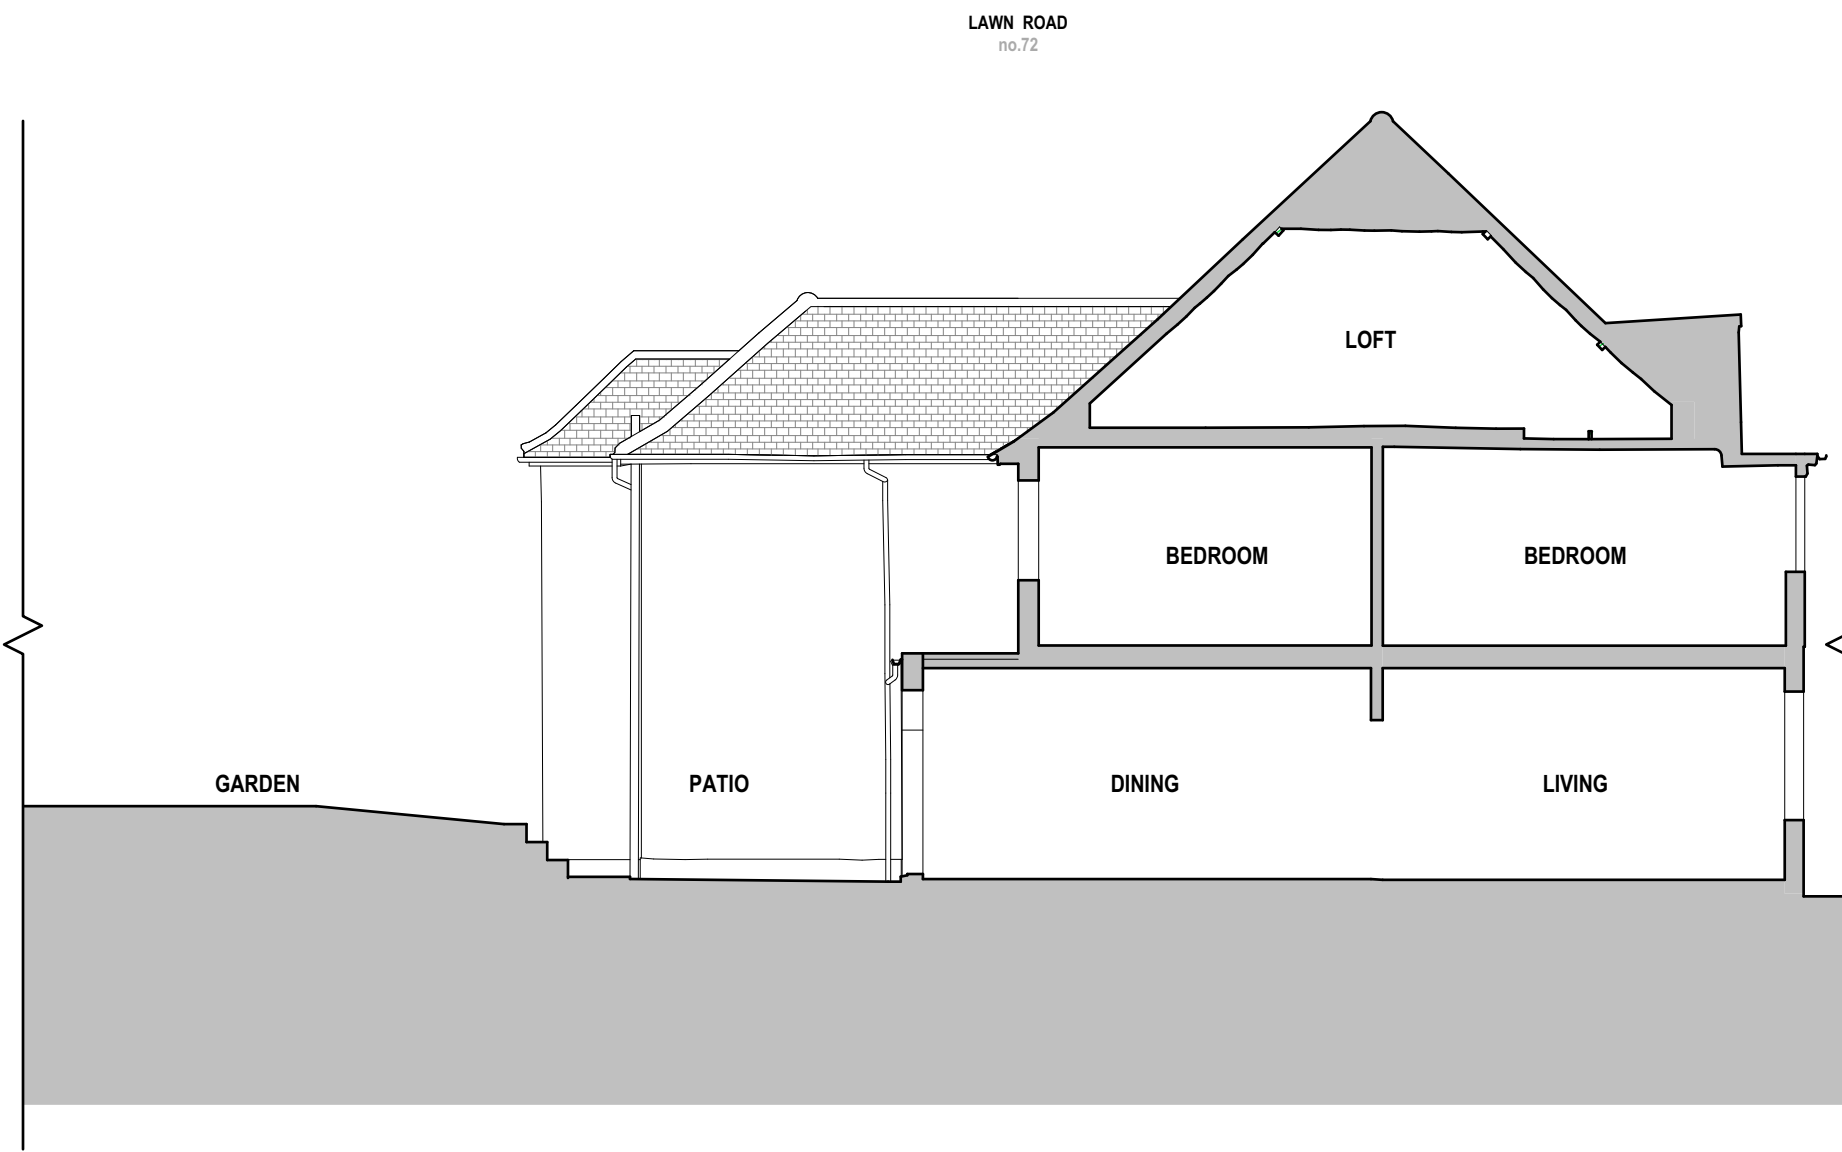 LAWN ROAD
no.72
LOFT
BEDROOM
BEDROOM
GARDEN
PATIO
DINING
LIVING